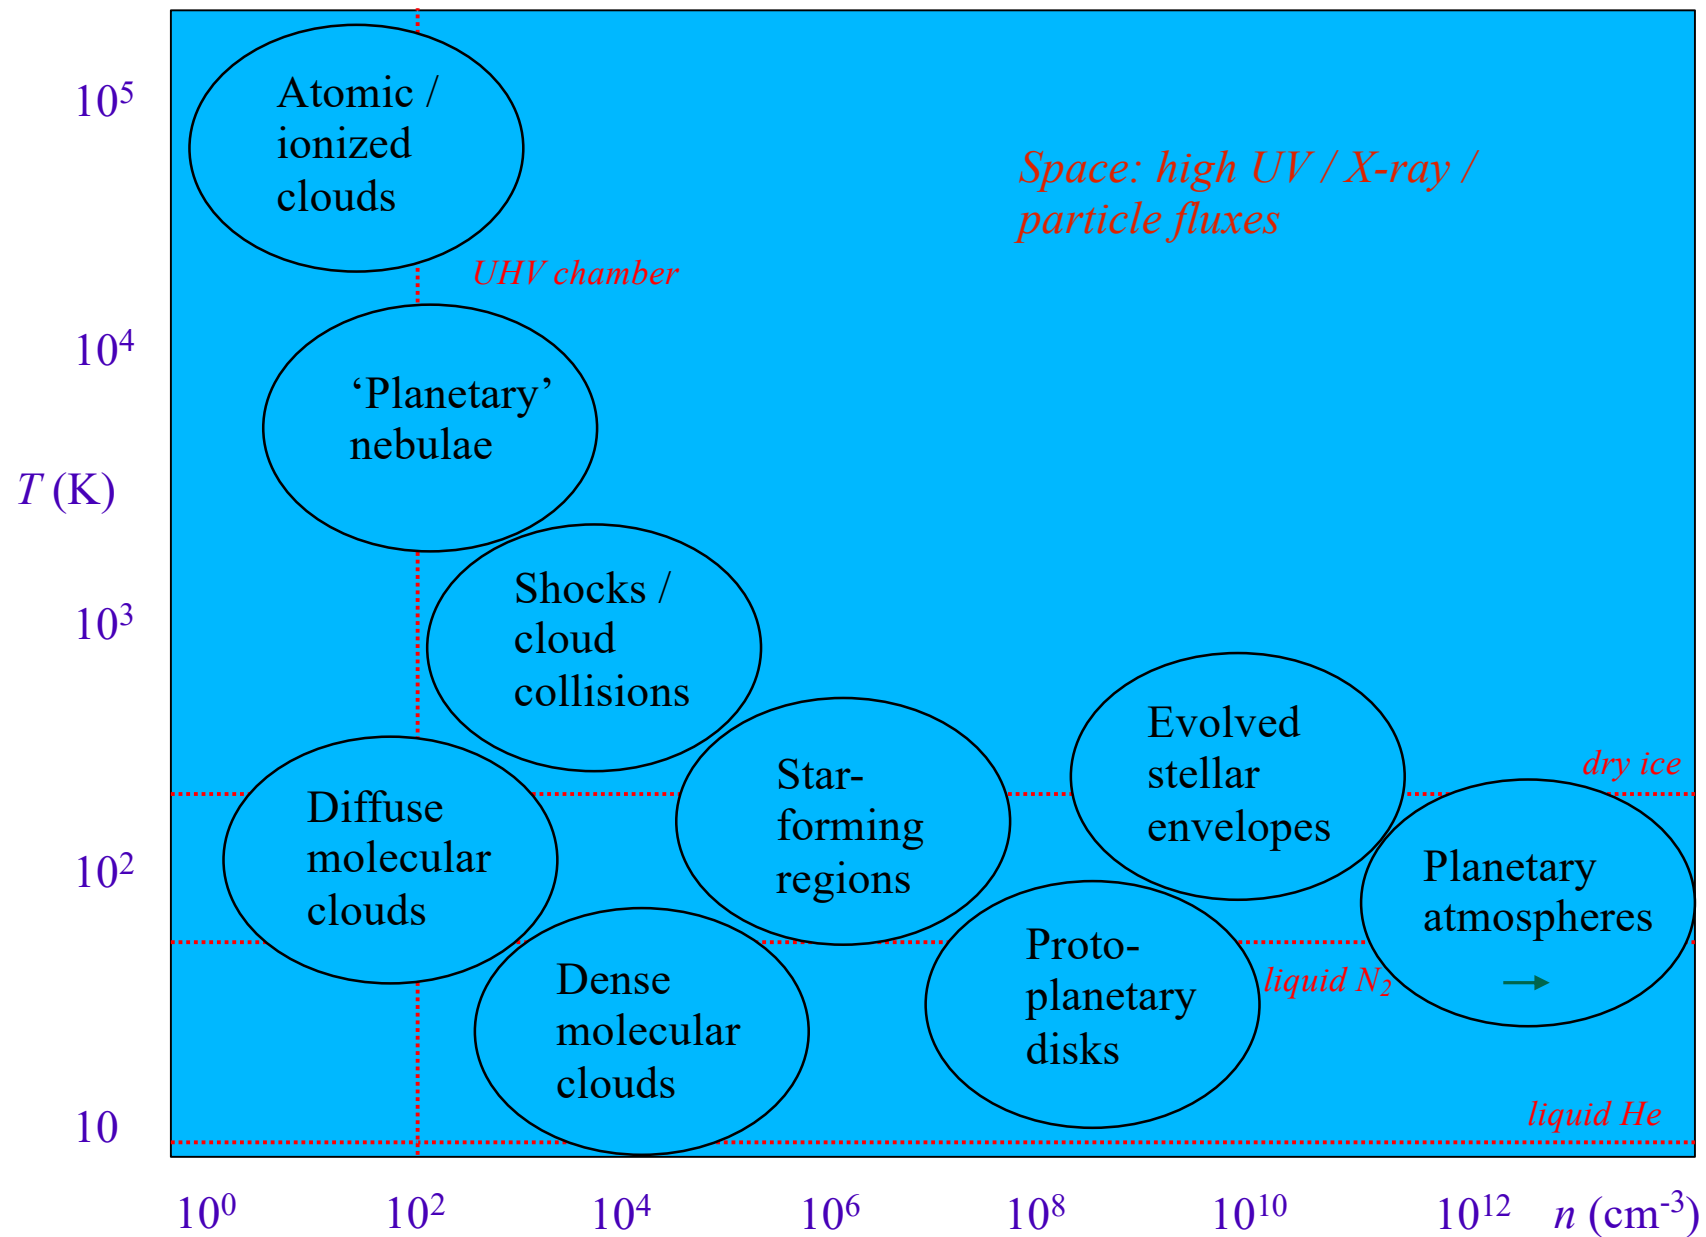 10⁵
Atomic /
ionized
clouds
Space: high UV / X-ray /
particle fluxes
UHV chamber
10⁴
‘Planetary’
nebulae
T (K)
10³
Shocks /
cloud
collisions
Evolved
stellar
envelopes
dry ice
Star-
forming
regions
Diffuse
molecular
clouds
10²
Planetary
atmospheres
→
Proto-
planetary
disks
liquid N₂
Dense
molecular
clouds
10
liquid He
10⁰ 10² 10⁴ 10⁶ 10⁸ 10¹⁰ 10¹² n (cm⁻³)